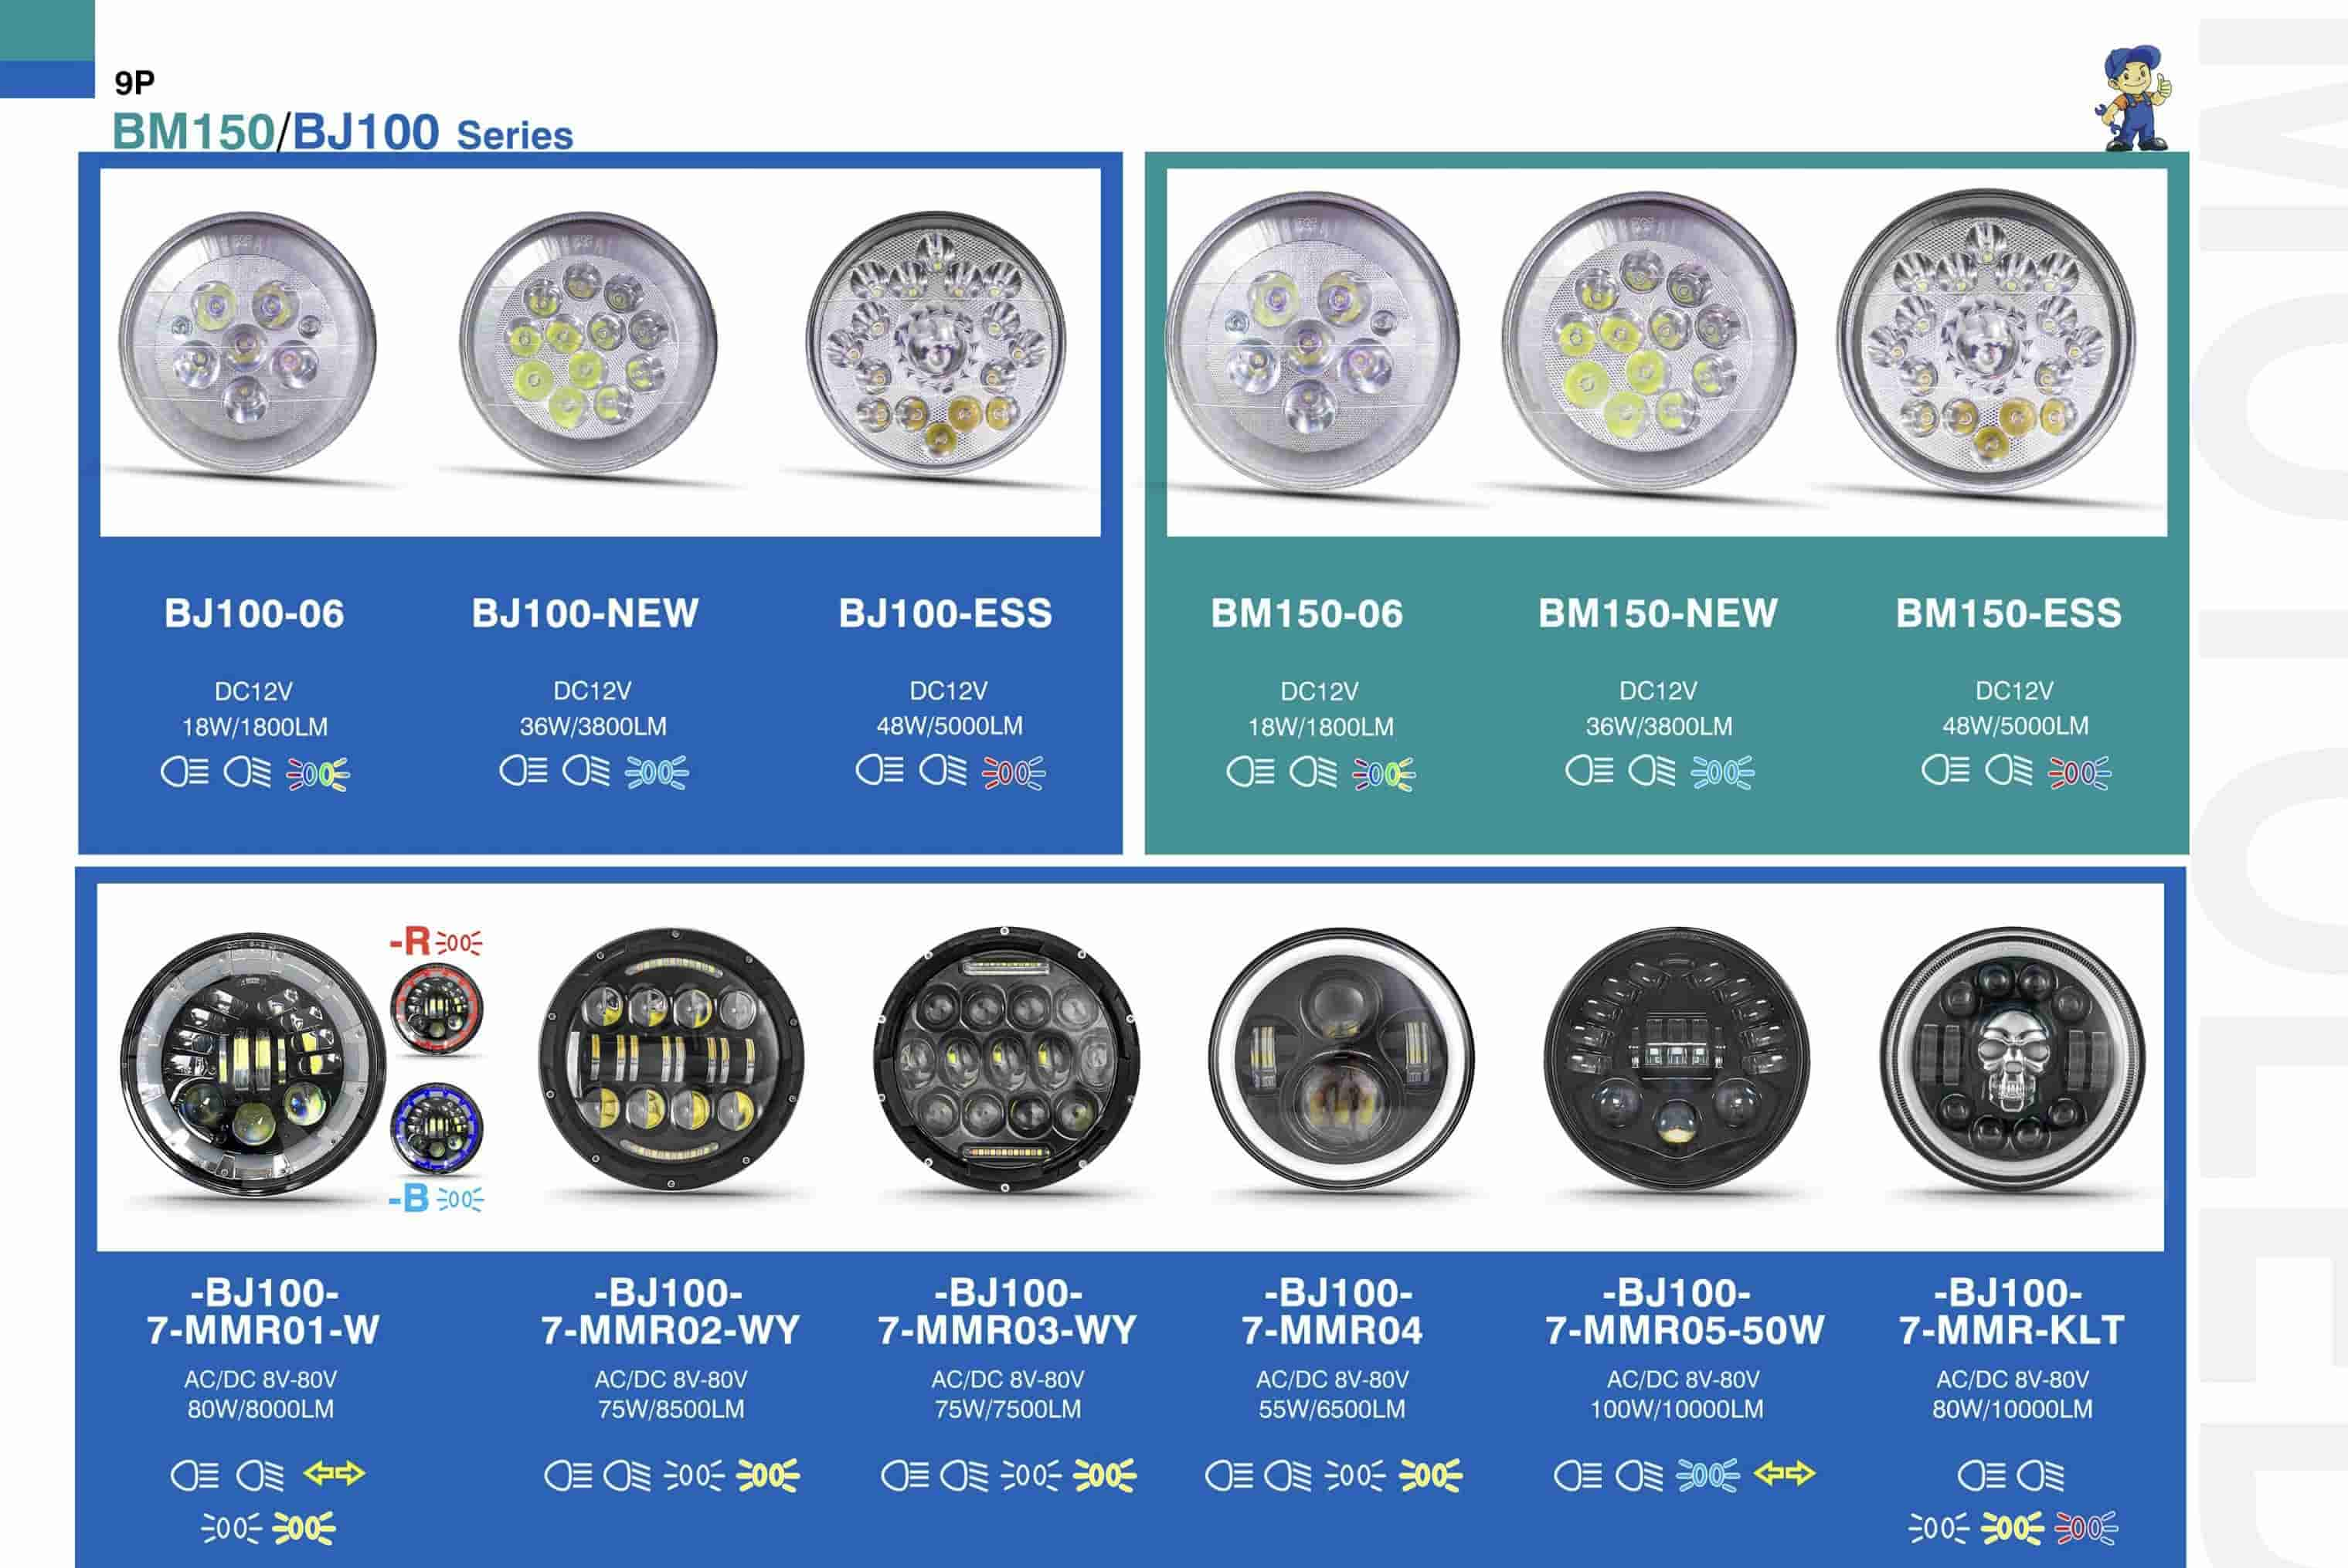 9P
BM150/BJ100 Series
BJ100-06
DC12V
18W/1800LM
BJ100-NEW
DC12V
36W/3800LM
BJ100-ESS
DC12V
48W/5000LM
BM150-06
DC12V
18W/1800LM
BM150-NEW
DC12V
36W/3800LM
BM150-ESS
DC12V
48W/5000LM
-R
-B
-BJ100-
7-MMR01-W
AC/DC 8V-80V
80W/8000LM
-BJ100-
7-MMR02-WY
AC/DC 8V-80V
75W/8500LM
-BJ100-
7-MMR03-WY
AC/DC 8V-80V
75W/7500LM
-BJ100-
7-MMR04
AC/DC 8V-80V
55W/6500LM
-BJ100-
7-MMR05-50W
AC/DC 8V-80V
100W/10000LM
-BJ100-
7-MMR-KLT
AC/DC 8V-80V
80W/10000LM